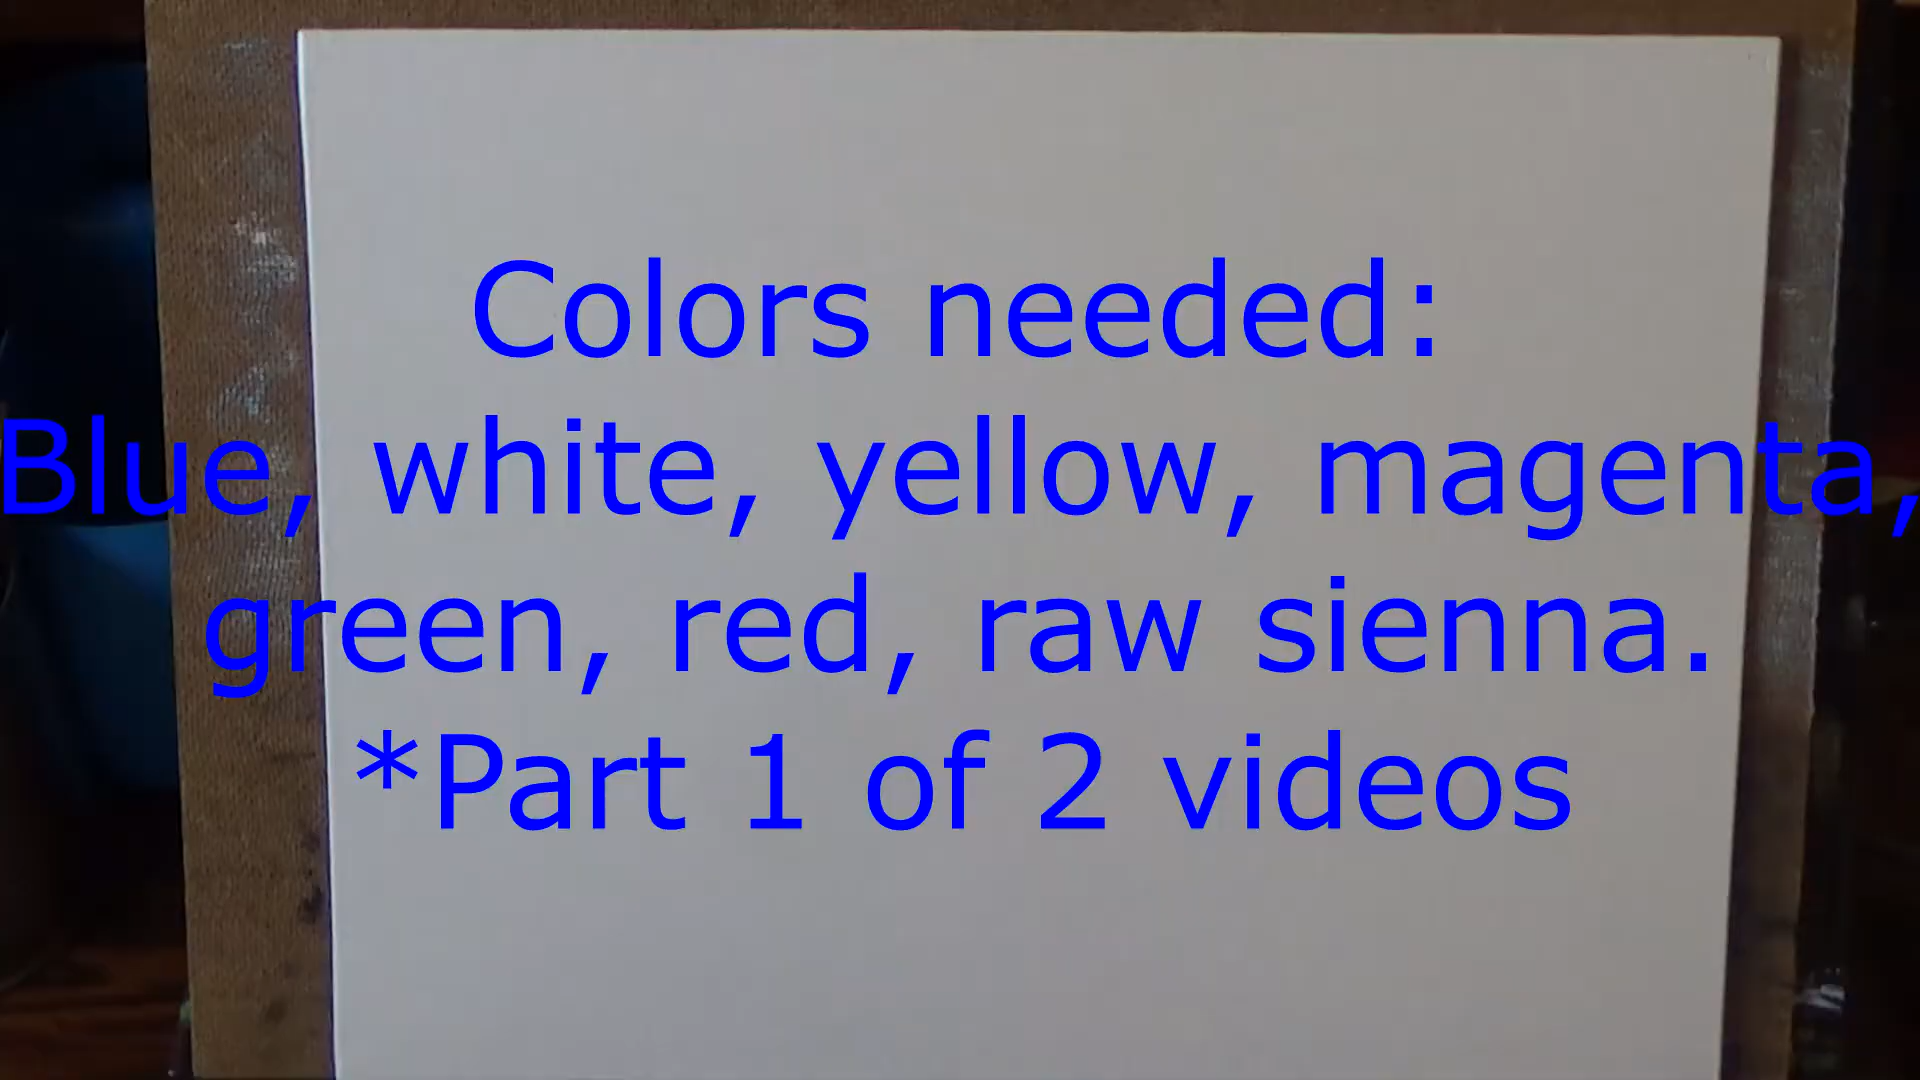 Colors needed:
Blue, white, yellow, magenta,
green, red, raw sienna.
*Part 1 of 2 videos